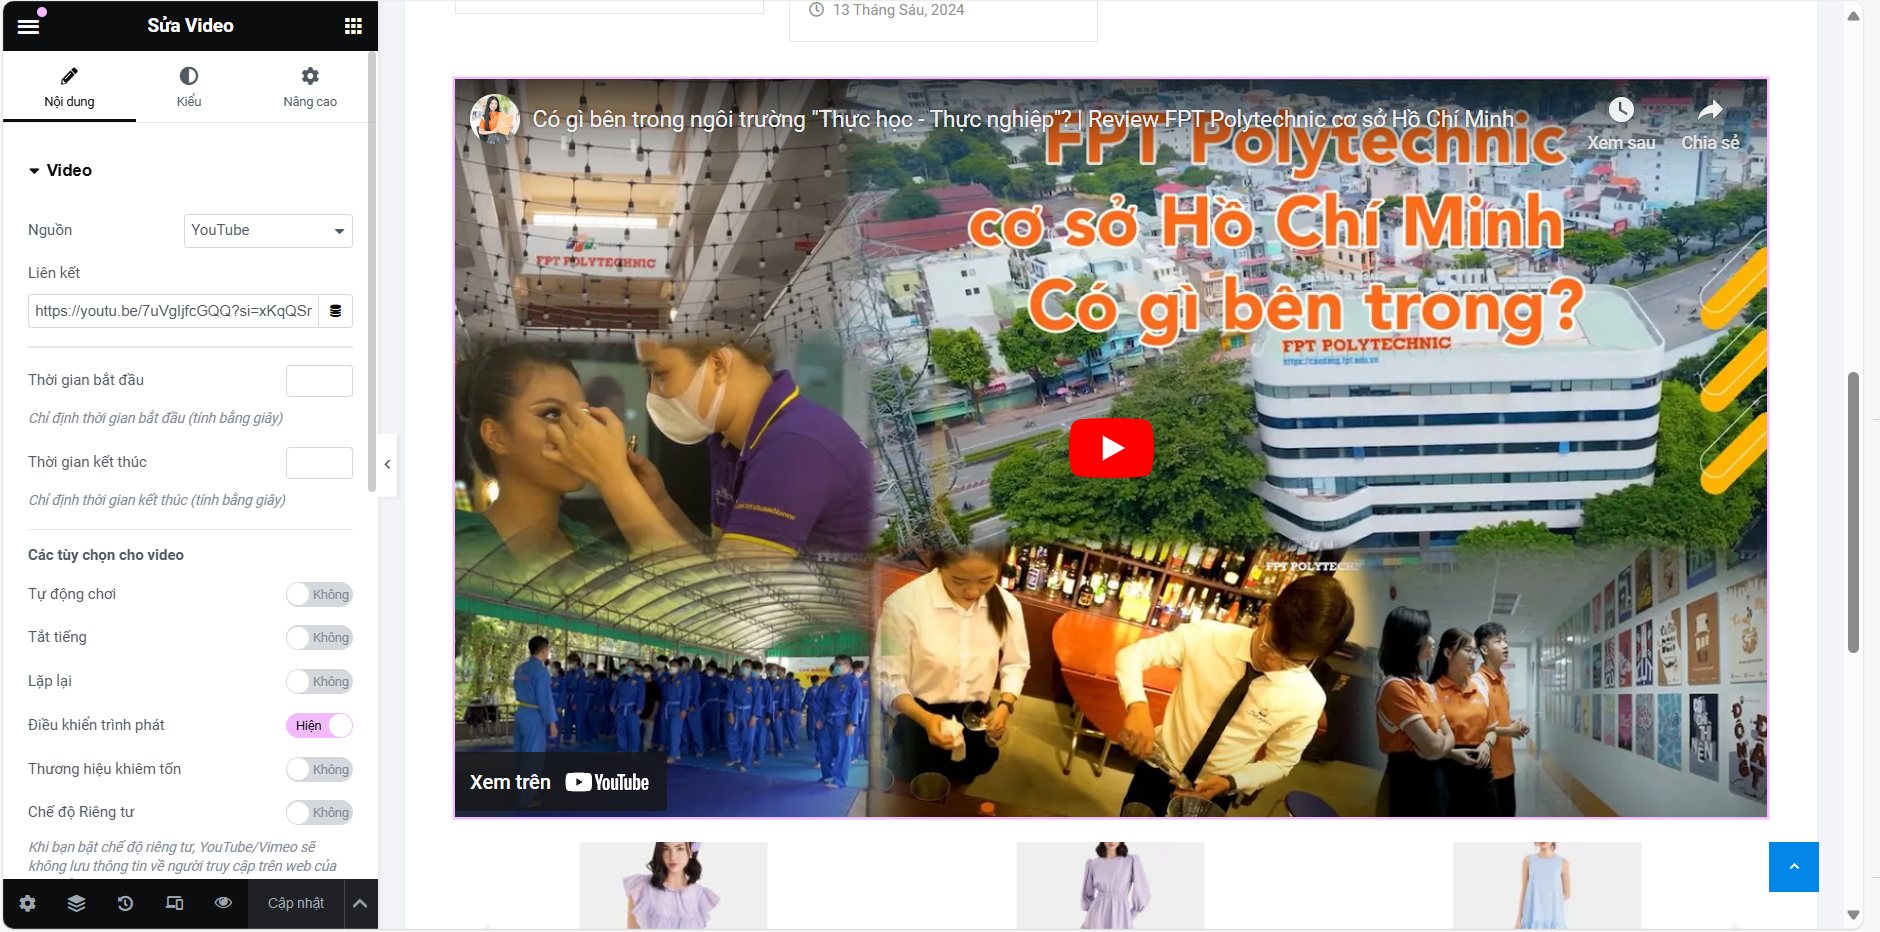 Sửa Video
Nội dung
Kiểu
Nâng cao
Video
Nguồn
YouTube
Liên kết
https://youtu.be/7uVgIjfcGQQ?si=xKqQSr
Thời gian bắt đầu
Chỉ định thời gian bắt đầu (tính bằng giây)
Thời gian kết thúc
Chỉ định thời gian kết thúc (tính bằng giây)
Các tùy chọn cho video
Tự động chơi
Không
Tắt tiếng
Không
Lặp lại
Không
Điều khiển trình phát
Hiện
Thương hiệu khiêm tốn
Không
Chế độ Riêng tư
Không
Khi bạn bật chế độ riêng tư, YouTube/Vimeo sẽ
không lưu thông tin về người truy cập trên web của
Cập nhật
13 Tháng Sáu, 2024
Có gì bên trong ngôi trường "Thực học - Thực nghiệp"? | Review FPT Polytechnic cơ sở Hồ Chí Minh
Xem sau
Chia sẻ
FPT Polytechnic
cơ sở Hồ Chí Minh
Có gì bên trong?
FPT POLYTECHNIC
FPT POLYTECHNIC
https://caodang.fpt.edu.vn
FPT POLYTECHNIC
Xem trên
YouTube